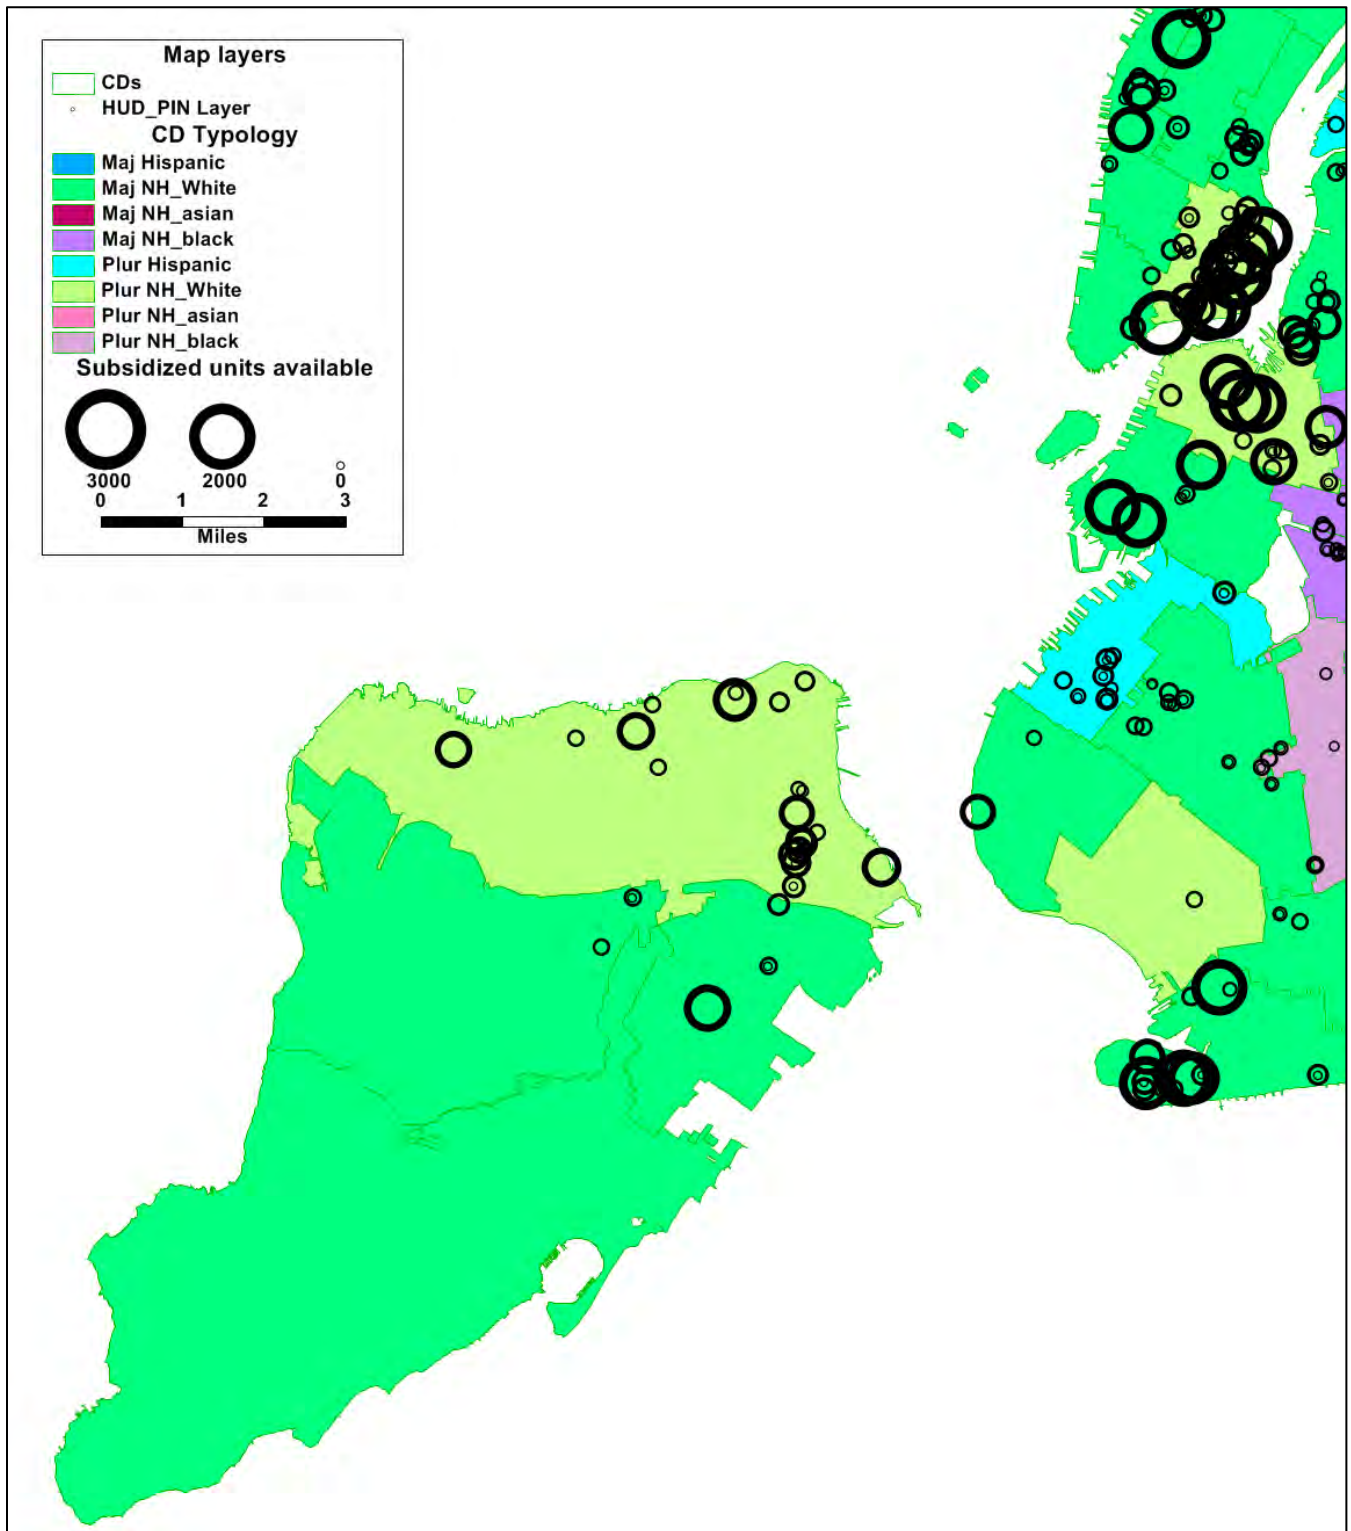 Map layers
CDs
HUD_PIN Layer
CD Typology
Maj Hispanic
Maj NH_White
Maj NH_asian
Maj NH_black
Plur Hispanic
Plur NH_White
Plur NH_asian
Plur NH_black
Subsidized units available
3000 2000 0
0 1 2 3
Miles